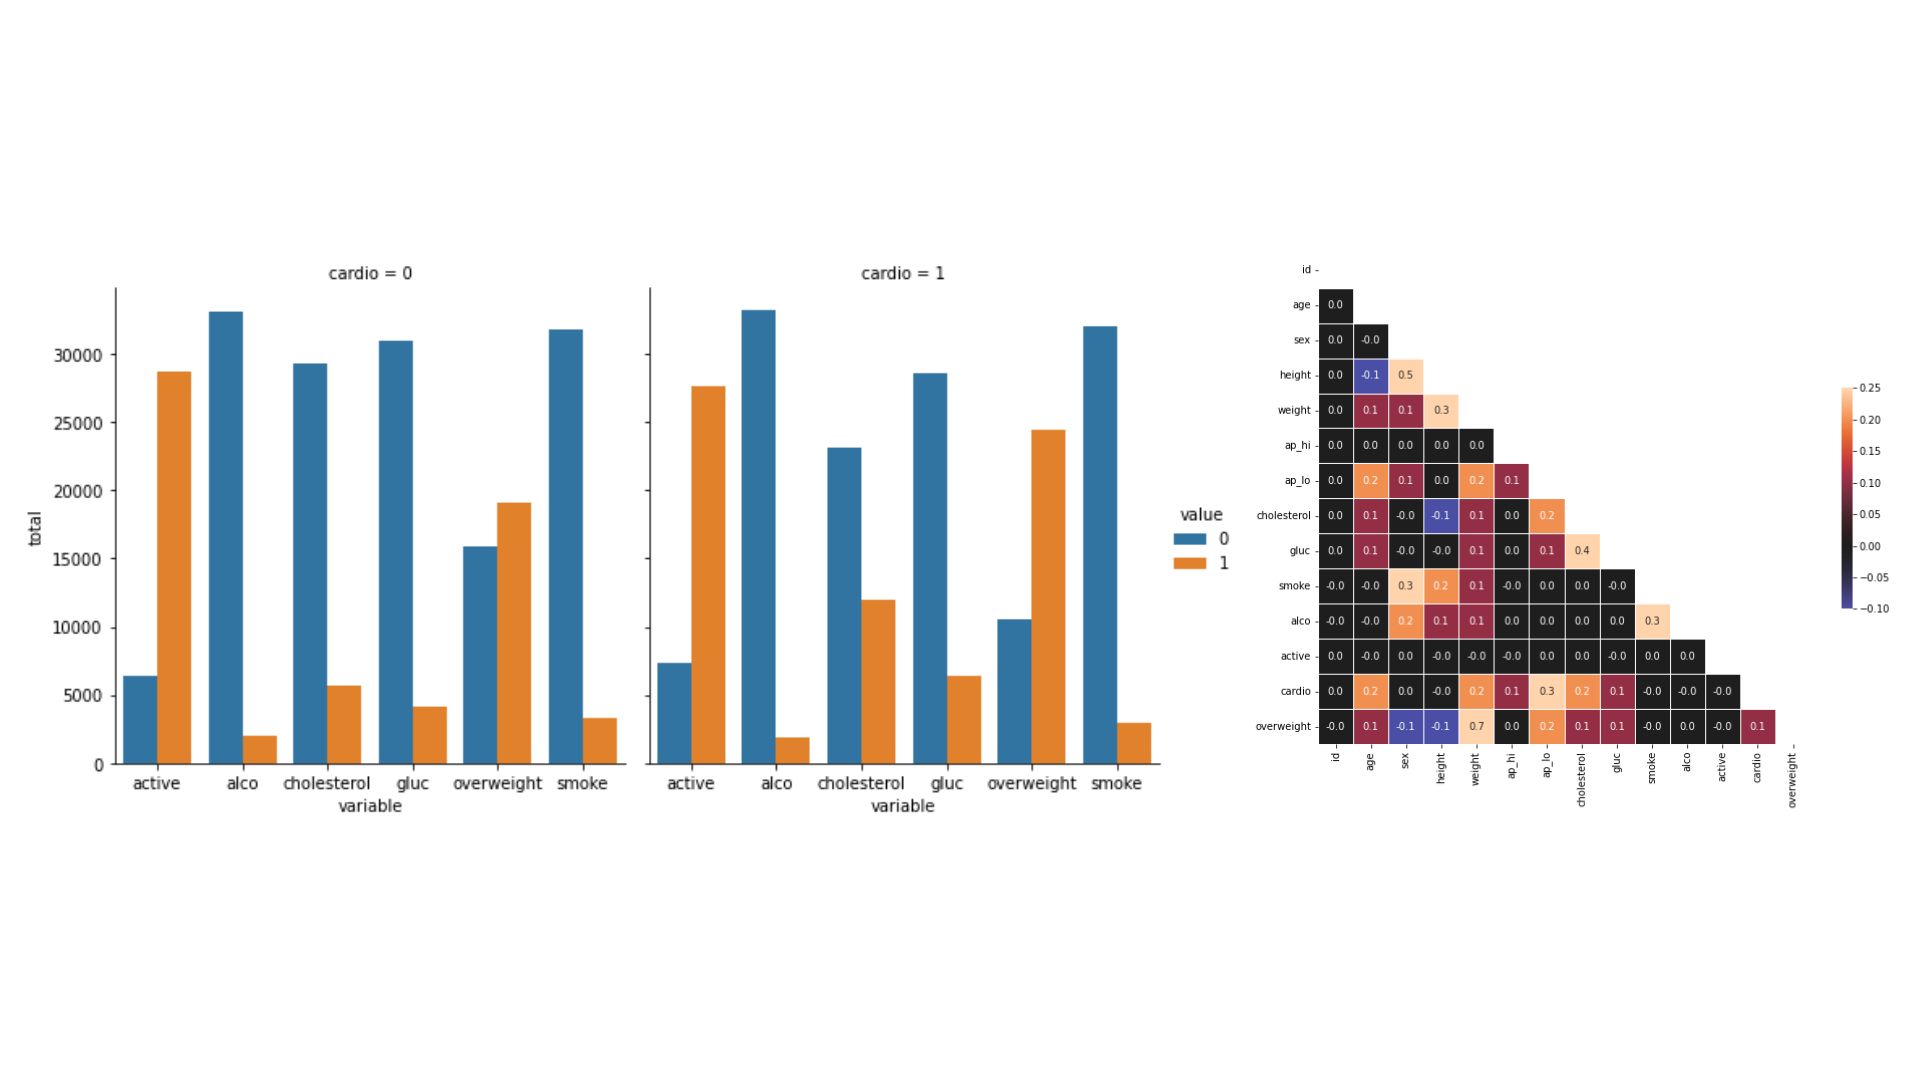 cardio = 0
cardio = 1
total
30000
25000
20000
15000
10000
5000
0
active alco cholesterol gluc overweight smoke
variable
active alco cholesterol gluc overweight smoke
variable
value
0
1
id
age 0.0
sex 0.0 -0.0
height 0.0 -0.1 0.5
weight 0.0 0.1 0.1 0.3
ap_hi 0.0 0.0 0.0 0.0 0.0
ap_lo 0.0 0.2 0.1 0.0 0.2 0.1
cholesterol 0.0 0.1 -0.0 -0.1 0.1 0.0 0.2
gluc 0.0 0.1 -0.0 -0.0 0.1 0.0 0.1 0.4
smoke -0.0 -0.0 0.3 0.2 0.1 -0.0 0.0 0.0 -0.0
alco -0.0 -0.0 0.2 0.1 0.1 0.0 0.0 0.0 0.0 0.3
active 0.0 -0.0 0.0 -0.0 -0.0 -0.0 0.0 0.0 -0.0 0.0 0.0
cardio 0.0 0.2 0.0 -0.0 0.2 0.1 0.3 0.2 0.1 -0.0 -0.0 -0.0
overweight -0.0 0.1 -0.1 -0.1 0.7 0.0 0.2 0.1 0.1 -0.0 0.0 -0.0 0.1
id age sex height weight ap_hi ap_lo cholesterol gluc smoke alco active cardio overweight
0.25
0.20
0.15
0.10
0.05
0.00
−0.05
−0.10